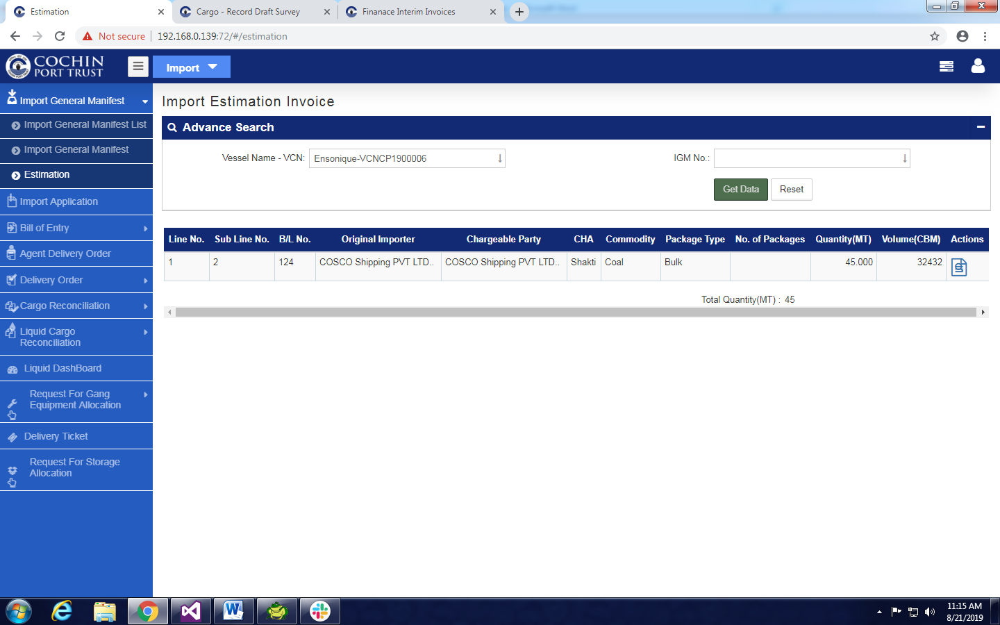 Estimation
Cargo - Record Draft Survey
Finanace Interim Invoices
Not secure
192.168.0.139:72/#/estimation
COCHIN
PORT TRUST
Import
Import General Manifest
Import General Manifest List
Import General Manifest
Estimation
Import Application
Bill of Entry
Agent Delivery Order
Delivery Order
Cargo Reconciliation
Liquid Cargo
Reconciliation
Liquid DashBoard
Request For Gang
Equipment Allocation
Delivery Ticket
Request For Storage
Allocation
Import Estimation Invoice
Advance Search
Vessel Name - VCN: Ensonique-VCNCP1900006 IGM No.:
Get Data Reset
Line No. Sub Line No. B/L No. Original Importer Chargeable Party CHA Commodity Package Type No. of Packages Quantity(MT) Volume(CBM) Actions
1 2 124 COSCO Shipping PVT LTD.. COSCO Shipping PVT LTD.. Shakti Coal Bulk 45.000 32432
Total Quantity(MT) : 45
11:15 AM
8/21/2019